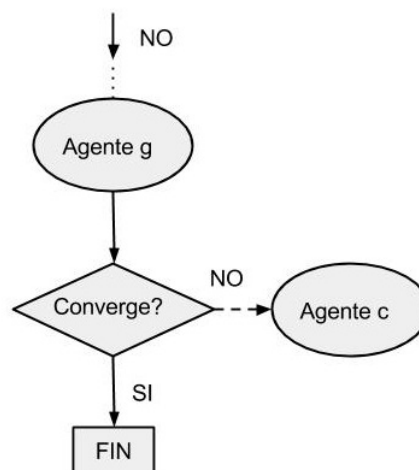 NO
Agente g
NO
Converge?
Agente c
SI
FIN